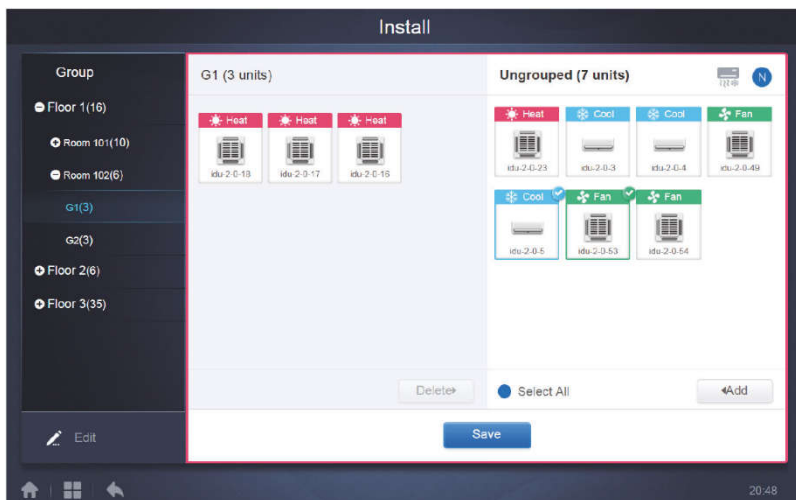 Install
Group
Floor 1(16)
Room 101(10)
Room 102(6)
G1(3)
G2(3)
Floor 2(6)
Floor 3(35)
Edit
G1 (3 units)
Heat Heat Heat
idu-2-0-18 idu-2-0-17 idu-2-0-16
Delete
Ungrouped (7 units)
N
Heat Cool Cool Fan
idu-2-0-23 idu-2-0-3 idu-2-0-4 idu-2-0-49
Cool Fan Fan
idu-2-0-5 idu-2-0-53 idu-2-0-54
Select All
Add
Save
20:48